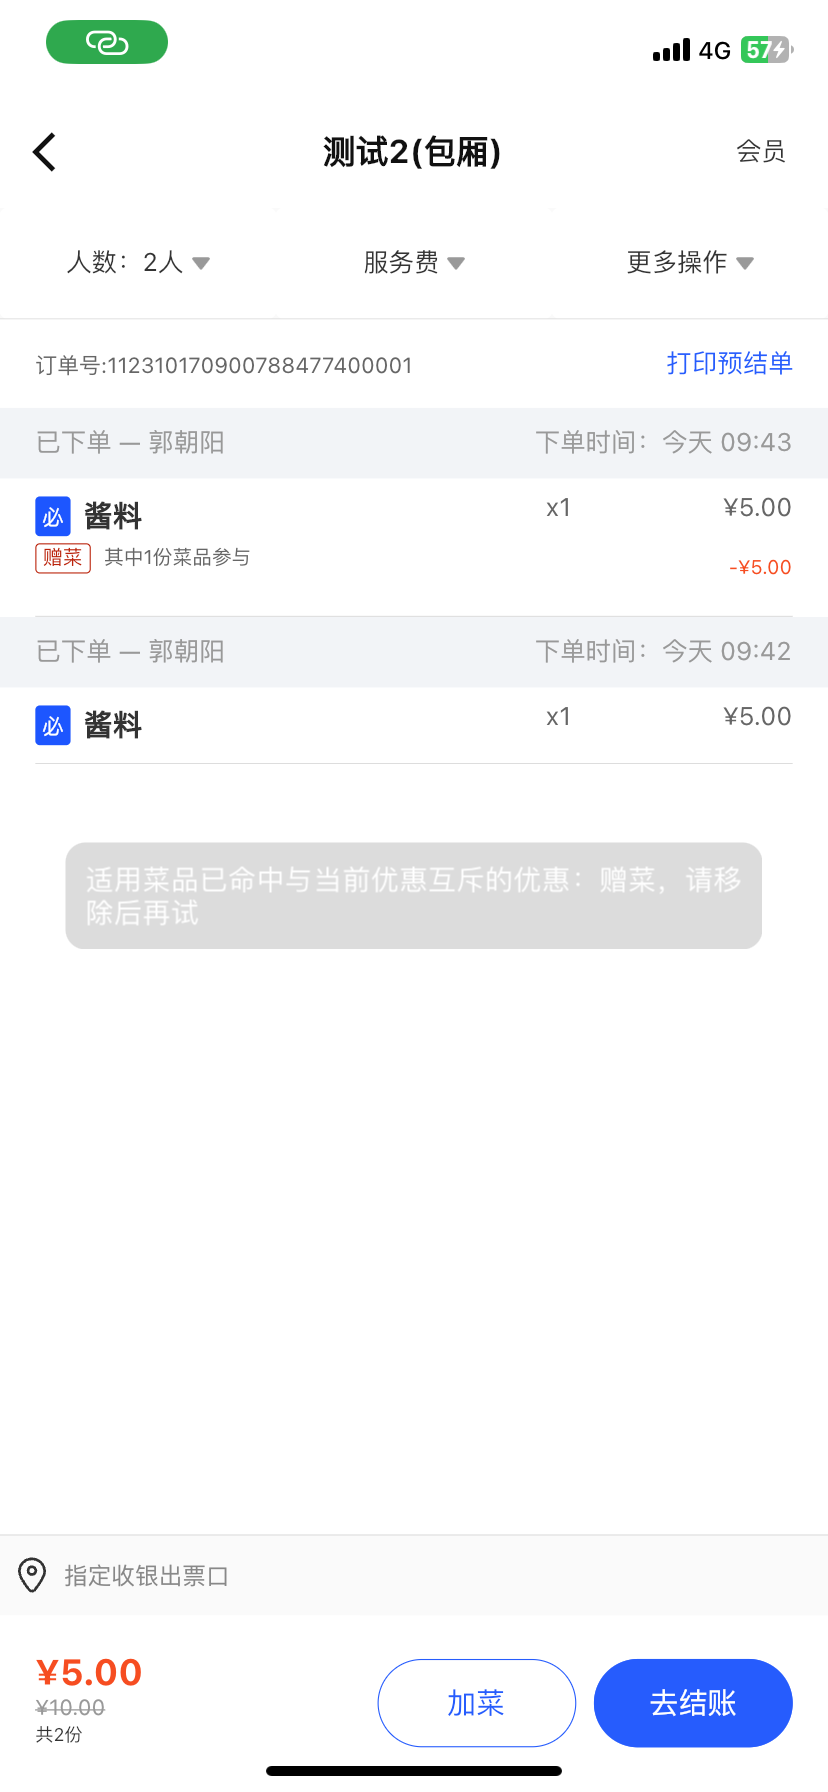 4G 57
测试2(包厢)
会员
人数：2人
服务费
更多操作
订单号:112310170900788477400001
打印预结单
已下单 — 郭朝阳
下单时间：今天 09:43
必 酱料
x1
¥5.00
赠菜 其中1份菜品参与
-¥5.00
已下单 — 郭朝阳
下单时间：今天 09:42
必 酱料
x1
¥5.00
适用菜品已命中与当前优惠互斥的优惠：赠菜，请移
除后再试
指定收银出票口
¥5.00
¥10.00
共2份
加菜
去结账